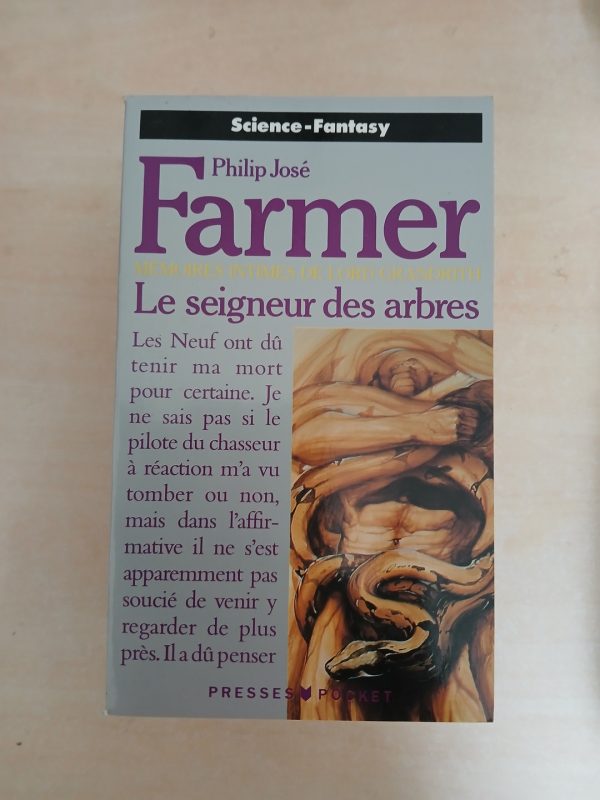 Science-Fantasy
Philip José
Farmer
MÉMOIRES INTIMES DE LORD GRANDRITH
Le seigneur des arbres
Les Neuf ont dû
tenir ma mort
pour certaine. Je
ne sais pas si le
pilote du chasseur
à réaction m'a vu
tomber ou non,
mais dans l'affir-
mative il ne s'est
apparemment pas
soucié de venir y
regarder de plus
près. Il a dû penser
PRESSES POCKET